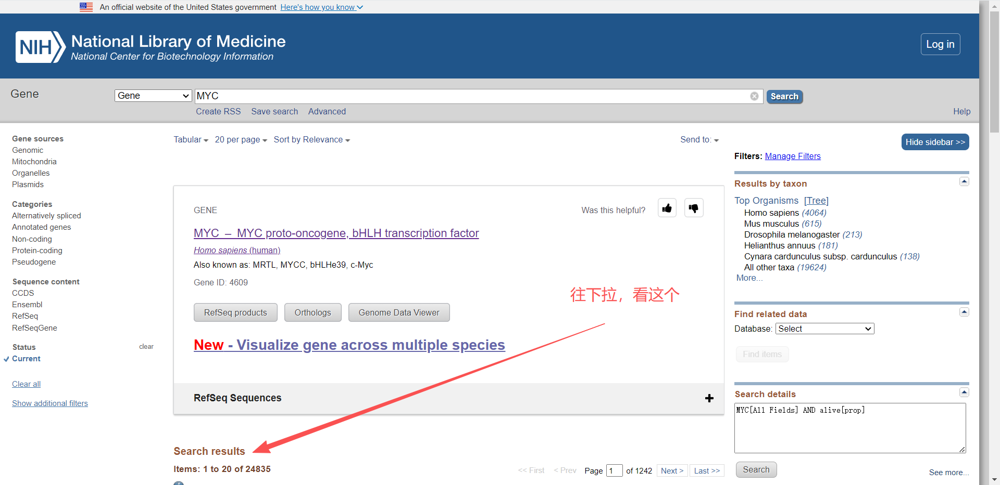 An official website of the United States government Here's how you know
NIH National Library of Medicine
National Center for Biotechnology Information
Log in
Gene Gene MYC Search
Create RSS Save search Advanced
Help
Gene sources
Genomic
Mitochondria
Organelles
Plasmids
Categories
Alternatively spliced
Annotated genes
Non-coding
Protein-coding
Pseudogene
Sequence content
CCDS
Ensembl
RefSeq
RefSeqGene
Status clear
Current
Clear all
Show additional filters
Tabular 20 per page Sort by Relevance Send to:
GENE Was this helpful?
MYC – MYC proto-oncogene, bHLH transcription factor
Homo sapiens (human)
Also known as: MRTL, MYCC, bHLHe39, c-Myc
Gene ID: 4609
往下拉，看这个
RefSeq products Orthologs Genome Data Viewer
New - Visualize gene across multiple species
RefSeq Sequences
Search results
Items: 1 to 20 of 24835
<< First < Prev Page 1 of 1242 Next > Last >>
Hide sidebar >>
Filters: Manage Filters
Results by taxon
Top Organisms [Tree]
Homo sapiens (4064)
Mus musculus (615)
Drosophila melanogaster (213)
Helianthus annuus (181)
Cynara cardunculus subsp. cardunculus (138)
All other taxa (19624)
More...
Find related data
Database: Select
Find items
Search details
MYC[All Fields] AND alive[prop]
Search
See more...